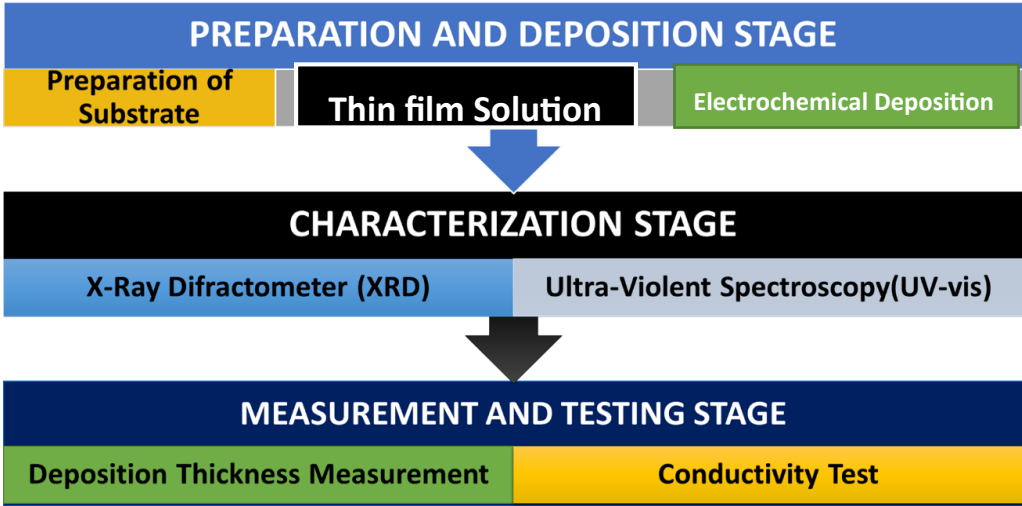 PREPARATION AND DEPOSITION STAGE
Preparation of
Substrate
Thin film Solution
Electrochemical Deposition
CHARACTERIZATION STAGE
X-Ray Difractometer (XRD)
Ultra-Violent Spectroscopy(UV-vis)
MEASUREMENT AND TESTING STAGE
Deposition Thickness Measurement
Conductivity Test